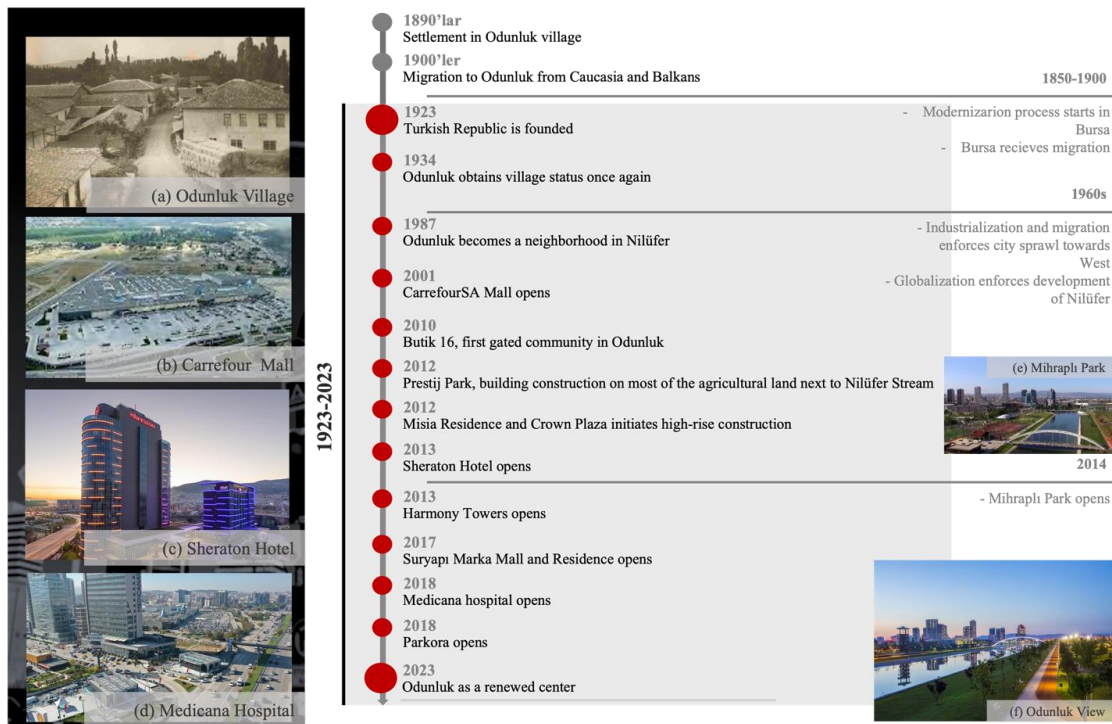 (a) Odunluk Village
(b) Carrefour Mall
(c) Sheraton Hotel
(d) Medicana Hospital
1923-2023
1890’lar
Settlement in Odunluk village
1900’ler
Migration to Odunluk from Caucasia and Balkans
1923
Turkish Republic is founded
1934
Odunluk obtains village status once again
1987
Odunluk becomes a neighborhood in Nilüfer
2001
CarrefourSA Mall opens
2010
Butik 16, first gated community in Odunluk
2012
Prestij Park, building construction on most of the agricultural land next to Nilüfer Stream
2012
Misia Residence and Crown Plaza initiates high-rise construction
2013
Sheraton Hotel opens
2013
Harmony Towers opens
2017
Suryapı Marka Mall and Residence opens
2018
Medicana hospital opens
2018
Parkora opens
2023
Odunluk as a renewed center
1850-1900
- Modernizarion process starts in
Bursa
- Bursa recieves migration
1960s
- Industrialization and migration
enforces city sprawl towards
West
- Globalization enforces development
of Nilüfer
(e) Mihraplı Park
2014
- Mihraplı Park opens
(f) Odunluk View